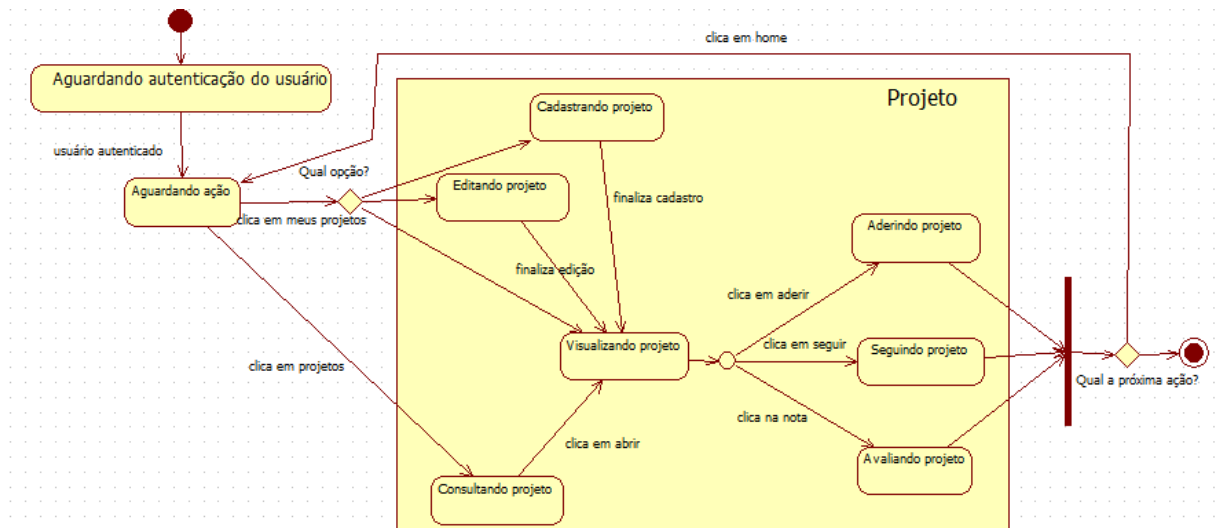 clica em home
Aguardando autenticação do usuário
Projeto
Cadastrando projeto
usuário autenticado
Qual opção?
Aguardando ação
Editando projeto
finaliza cadastro
clica em meus projetos
Aderindo projeto
finaliza edição
clica em aderir
Visualizando projeto
clica em seguir
Seguindo projeto
clica em projetos
Qual a próxima ação?
clica na nota
clica em abrir
Avaliando projeto
Consultando projeto